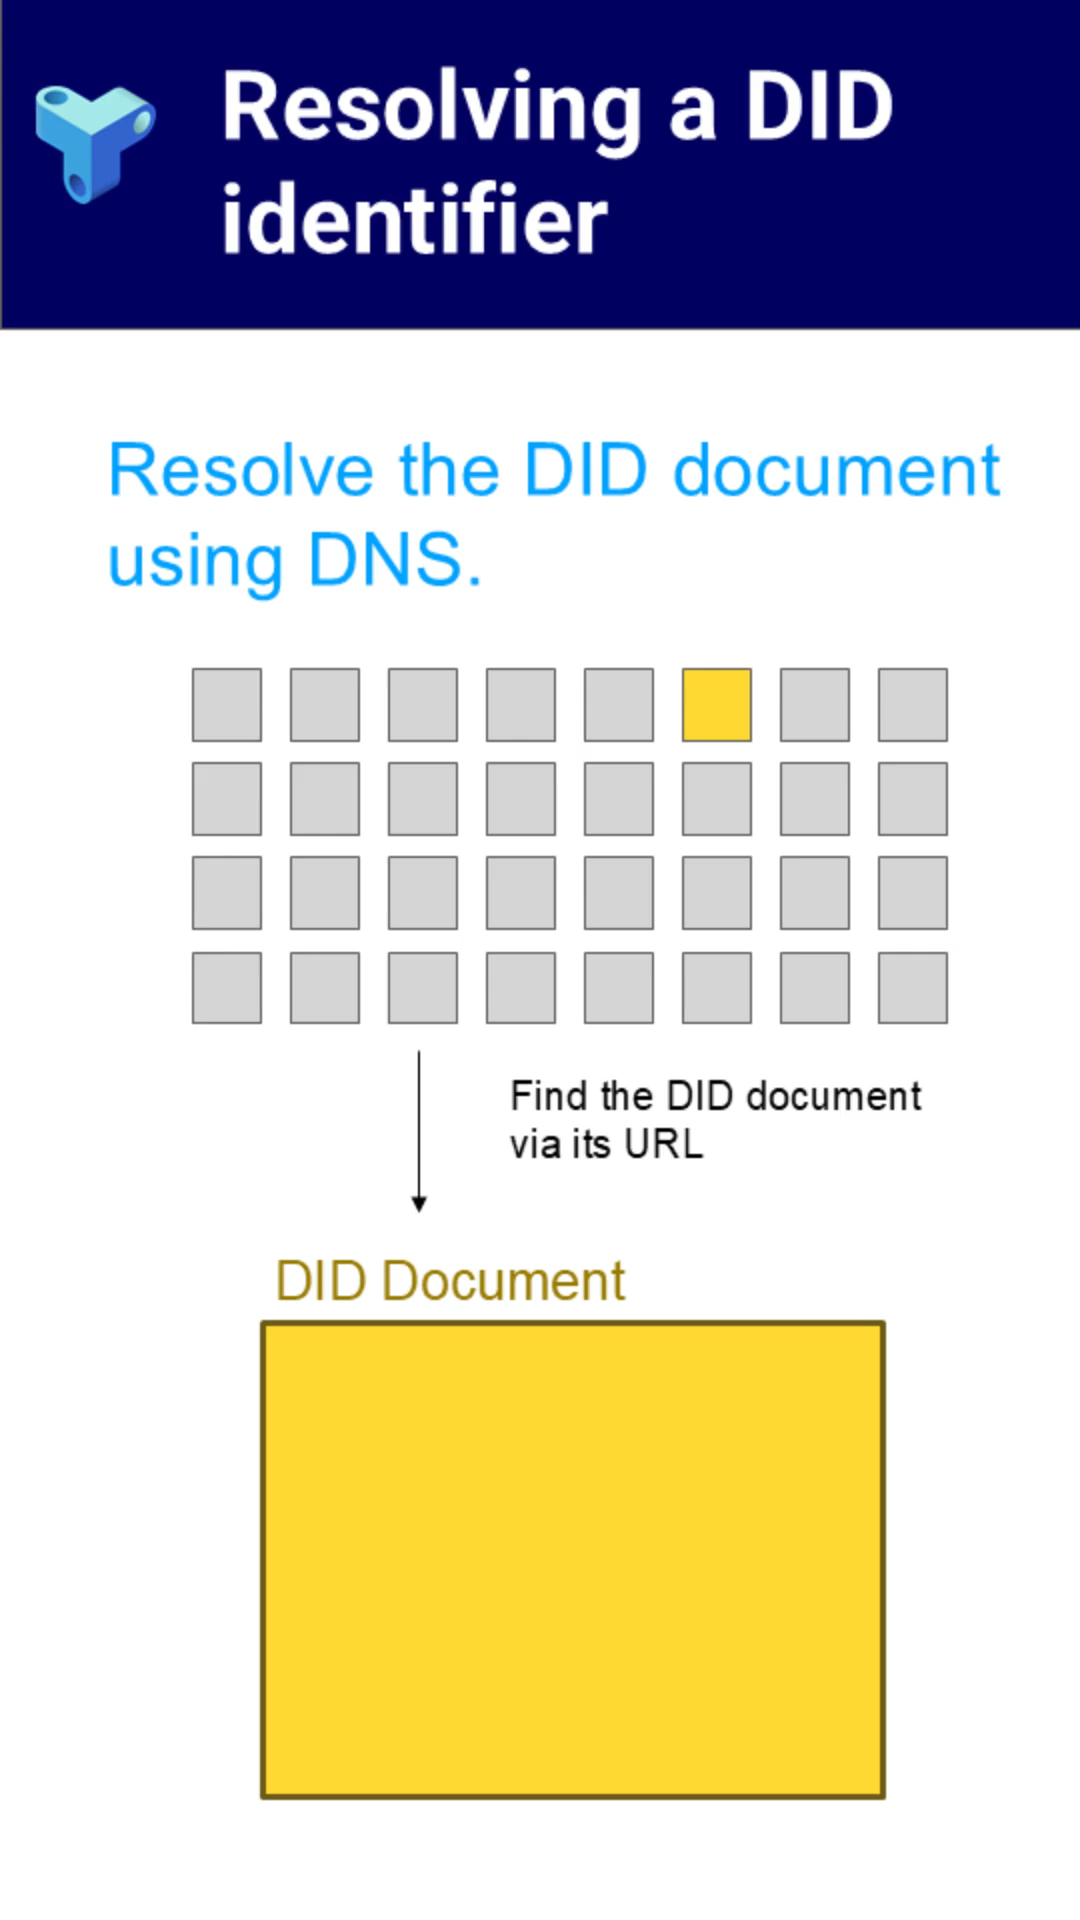 Resolving a DID
identifier
Resolve the DID document
using DNS.
Find the DID document
via its URL
DID Document